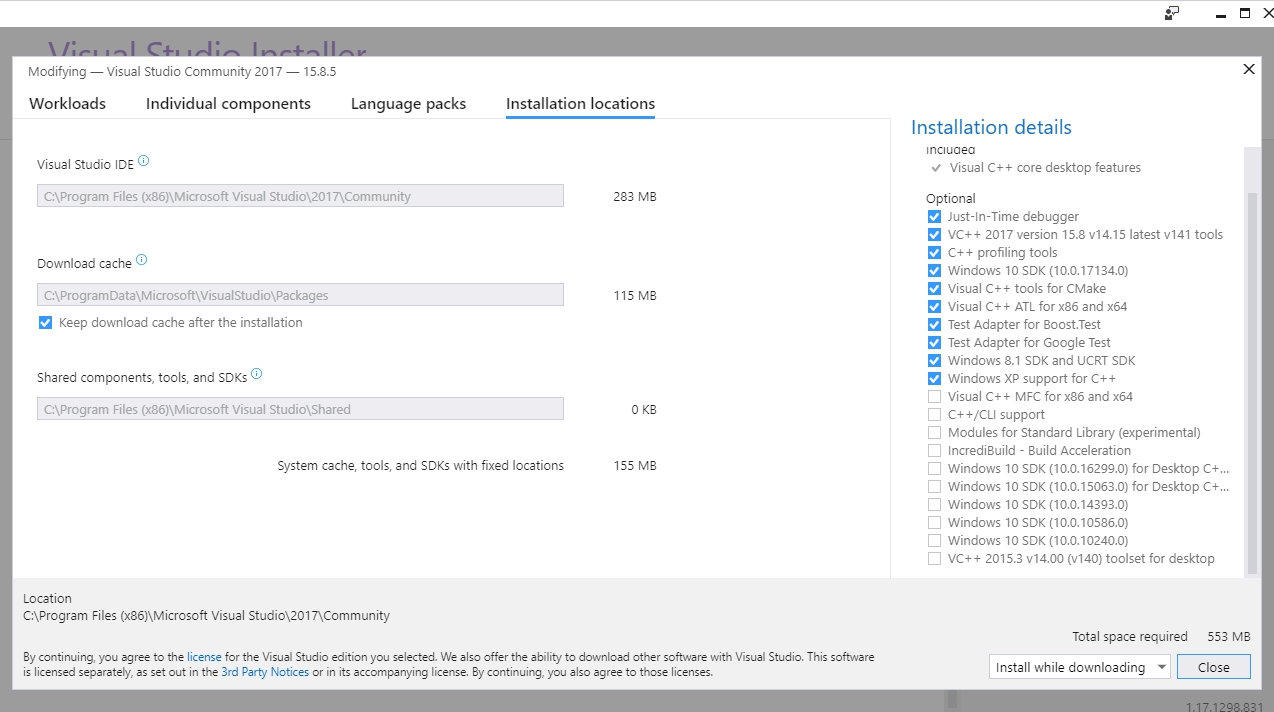 Visual Studio Installer
Modifying — Visual Studio Community 2017 — 15.8.5
Workloads
Individual components
Language packs
Installation locations
Visual Studio IDE
C:\Program Files (x86)\Microsoft Visual Studio\2017\Community
283 MB
Download cache
C:\ProgramData\Microsoft\VisualStudio\Packages
115 MB
Keep download cache after the installation
Shared components, tools, and SDKs
C:\Program Files (x86)\Microsoft Visual Studio\Shared
0 KB
System cache, tools, and SDKs with fixed locations
155 MB
Installation details
Included
Visual C++ core desktop features
Optional
Just-In-Time debugger
VC++ 2017 version 15.8 v14.15 latest v141 tools
C++ profiling tools
Windows 10 SDK (10.0.17134.0)
Visual C++ tools for CMake
Visual C++ ATL for x86 and x64
Test Adapter for Boost.Test
Test Adapter for Google Test
Windows 8.1 SDK and UCRT SDK
Windows XP support for C++
Visual C++ MFC for x86 and x64
C++/CLI support
Modules for Standard Library (experimental)
IncrediBuild - Build Acceleration
Windows 10 SDK (10.0.16299.0) for Desktop C+...
Windows 10 SDK (10.0.15063.0) for Desktop C+...
Windows 10 SDK (10.0.14393.0)
Windows 10 SDK (10.0.10586.0)
Windows 10 SDK (10.0.10240.0)
VC++ 2015.3 v14.00 (v140) toolset for desktop
Location
C:\Program Files (x86)\Microsoft Visual Studio\2017\Community
Total space required 553 MB
By continuing, you agree to the license for the Visual Studio edition you selected. We also offer the ability to download other software with Visual Studio. This software
is licensed separately, as set out in the 3rd Party Notices or in its accompanying license. By continuing, you also agree to those licenses.
Install while downloading
Close
1.17.1298.831